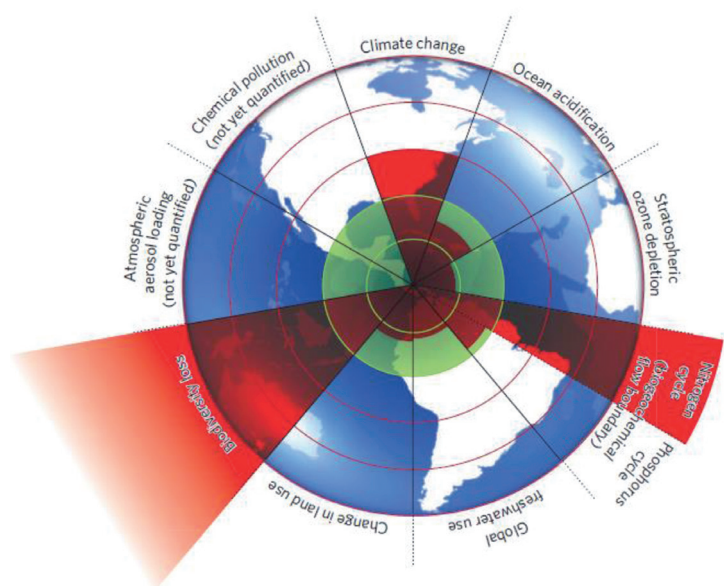 Climate change
Ocean acidification
Stratospheric
ozone depletion
Nitrogen
cycle
(biogeochemical
flow boundary)
Phosphorus
cycle
Global
freshwater use
Change in land use
Biodiversity loss
Atmospheric
aerosol loading
(not yet quantified)
Chemical pollution
(not yet quantified)